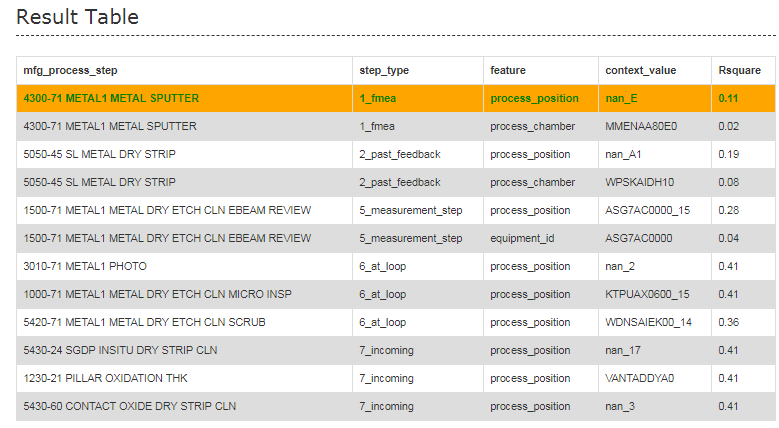 Result Table
mfg_process_step step_type feature context_value Rsquare
4300-71 METAL1 METAL SPUTTER 1_fmea process_position nan_E 0.11
4300-71 METAL1 METAL SPUTTER 1_fmea process_chamber MMENAA80E0 0.02
5050-45 SL METAL DRY STRIP 2_past_feedback process_position nan_A1 0.19
5050-45 SL METAL DRY STRIP 2_past_feedback process_chamber WPSKAIDH10 0.08
1500-71 METAL1 METAL DRY ETCH CLN EBEAM REVIEW 5_measurement_step process_position ASG7AC0000_15 0.28
1500-71 METAL1 METAL DRY ETCH CLN EBEAM REVIEW 5_measurement_step equipment_id ASG7AC0000 0.04
3010-71 METAL1 PHOTO 6_at_loop process_position nan_2 0.41
1000-71 METAL1 METAL DRY ETCH CLN MICRO INSP 6_at_loop process_position KTPUAX0600_15 0.41
5420-71 METAL1 METAL DRY ETCH CLN SCRUB 6_at_loop process_position WDNSAIEK00_14 0.36
5430-24 SGDP INSITU DRY STRIP CLN 7_incoming process_position nan_17 0.41
1230-21 PILLAR OXIDATION THK 7_incoming process_position VANTADDYA0 0.41
5430-60 CONTACT OXIDE DRY STRIP CLN 7_incoming process_position nan_3 0.41